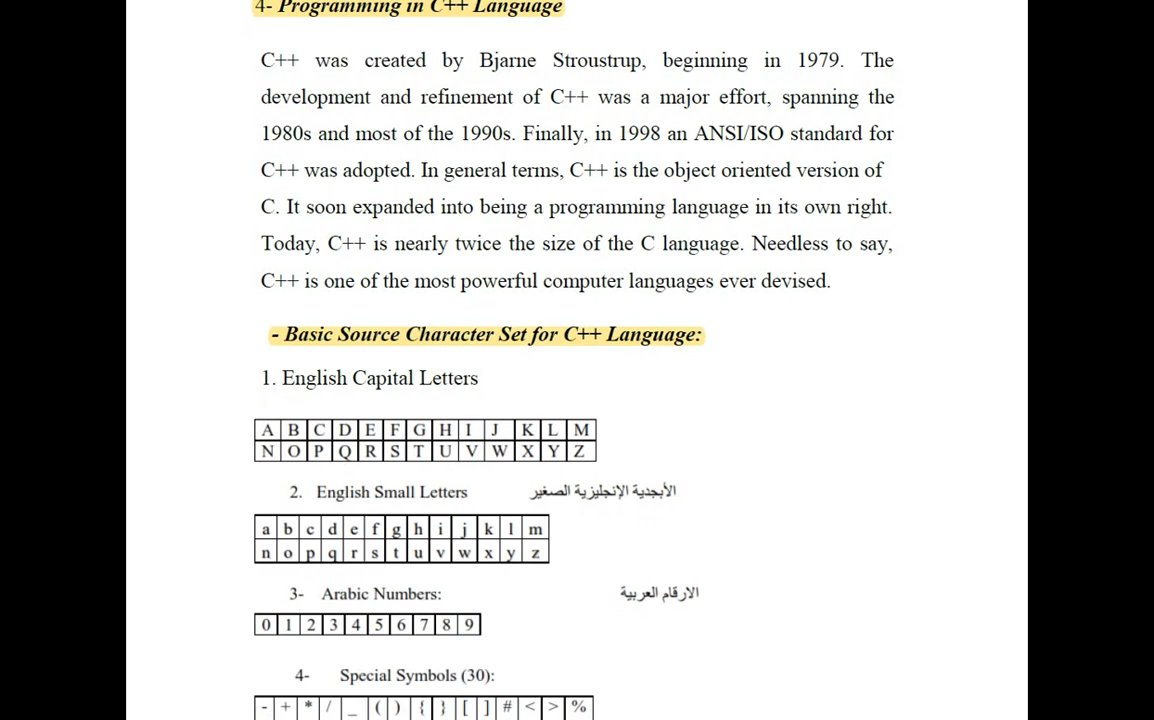 4- Programming in C++ Language
C++ was created by Bjarne Stroustrup, beginning in 1979. The
development and refinement of C++ was a major effort, spanning the
1980s and most of the 1990s. Finally, in 1998 an ANSI/ISO standard for
C++ was adopted. In general terms, C++ is the object oriented version of
C. It soon expanded into being a programming language in its own right.
Today, C++ is nearly twice the size of the C language. Needless to say,
C++ is one of the most powerful computer languages ever devised.
- Basic Source Character Set for C++ Language:
1. English Capital Letters
A B C D E F G H I J K L M
N O P Q R S T U V W X Y Z
2. English Small Letters الأبجدية الإنجليزية الصغير
a b c d e f g h i j k l m
n o p q r s t u v w x y z
3- Arabic Numbers: الارقام العربية
0 1 2 3 4 5 6 7 8 9
4- Special Symbols (30):
- + * / _ ( ) { } [ ] # < > %